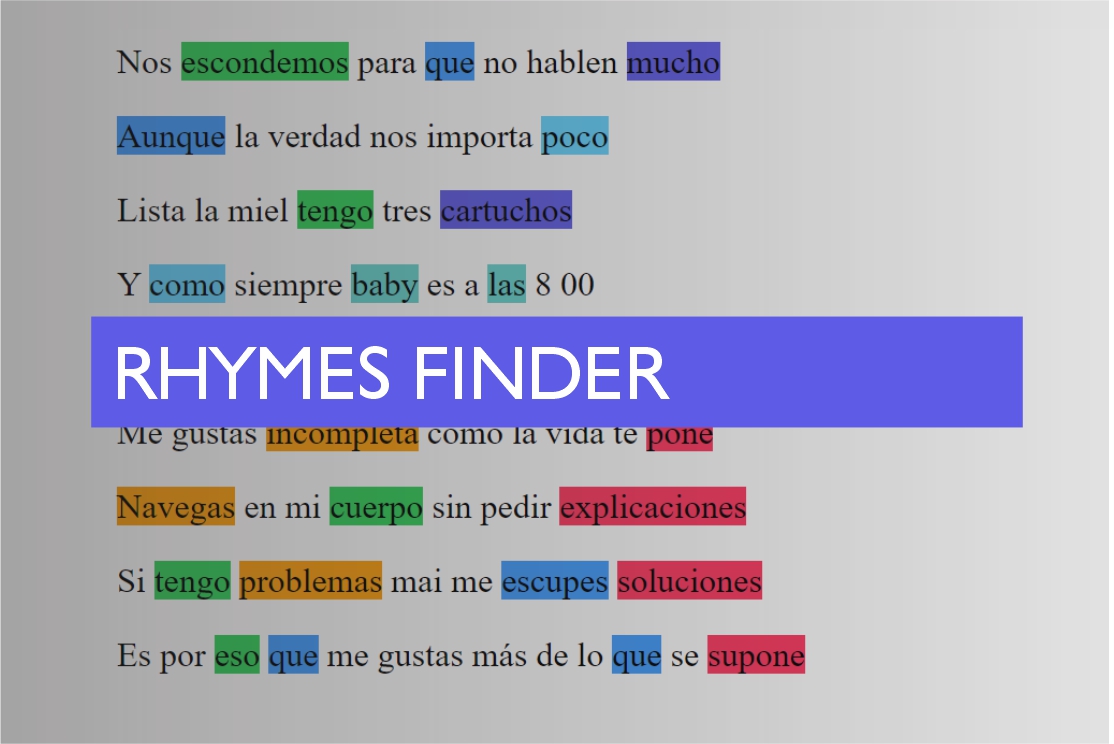 Nos escondemos para que no hablen mucho
Aunque la verdad nos importa poco
Lista la miel tengo tres cartuchos
Y como siempre baby es a las 8 00
RHYMES FINDER
Me gustas incompleta como la vida te pone
Navegas en mi cuerpo sin pedir explicaciones
Si tengo problemas mai me escupes soluciones
Es por eso que me gustas más de lo que se supone